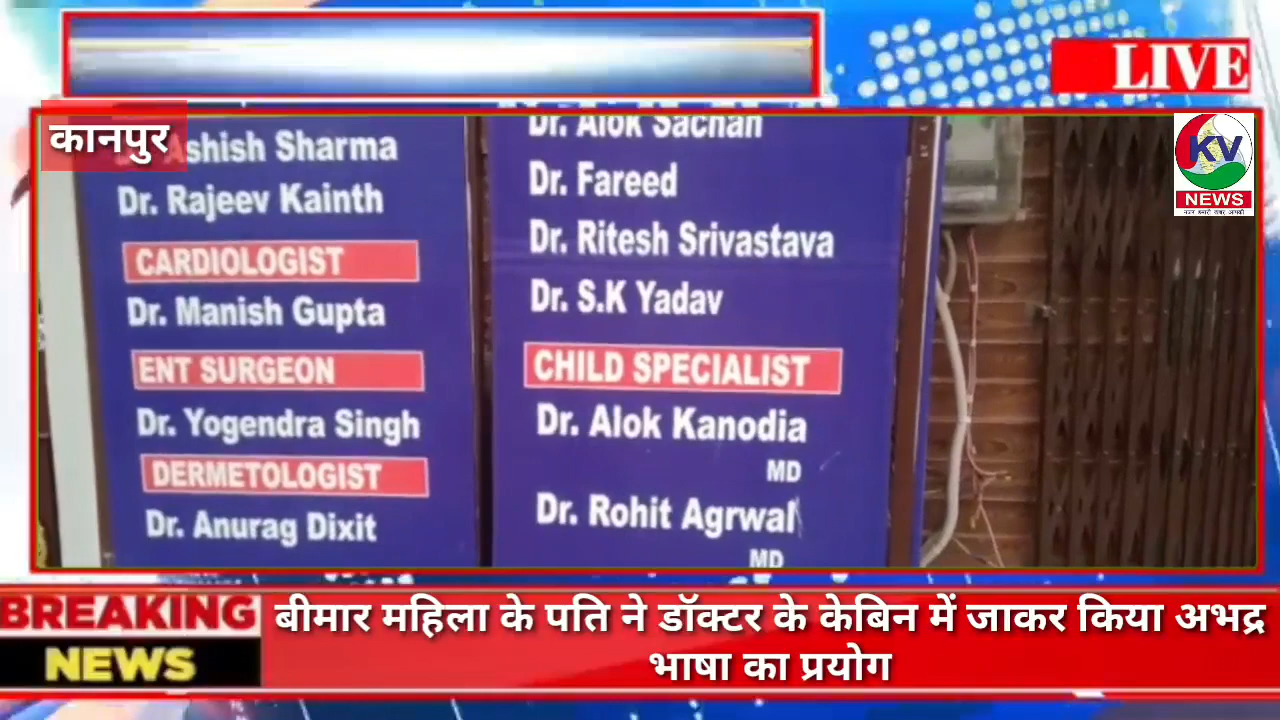 LIVE
कानपुर
KV
NEWS
Ashish Sharma
Dr. Rajeev Kainth
CARDIOLOGIST
Dr. Manish Gupta
ENT SURGEON
Dr. Yogendra Singh
DERMETOLOGIST
Dr. Anurag Dixit
Dr. Alok Sachan
Dr. Fareed
Dr. Ritesh Srivastava
Dr. S.K Yadav
CHILD SPECIALIST
Dr. Alok Kanodia
MD
Dr. Rohit Agrwal
MD
BREAKING
NEWS
बीमार महिला के पति ने डॉक्टर के केबिन में जाकर किया अभद्र
भाषा का प्रयोग